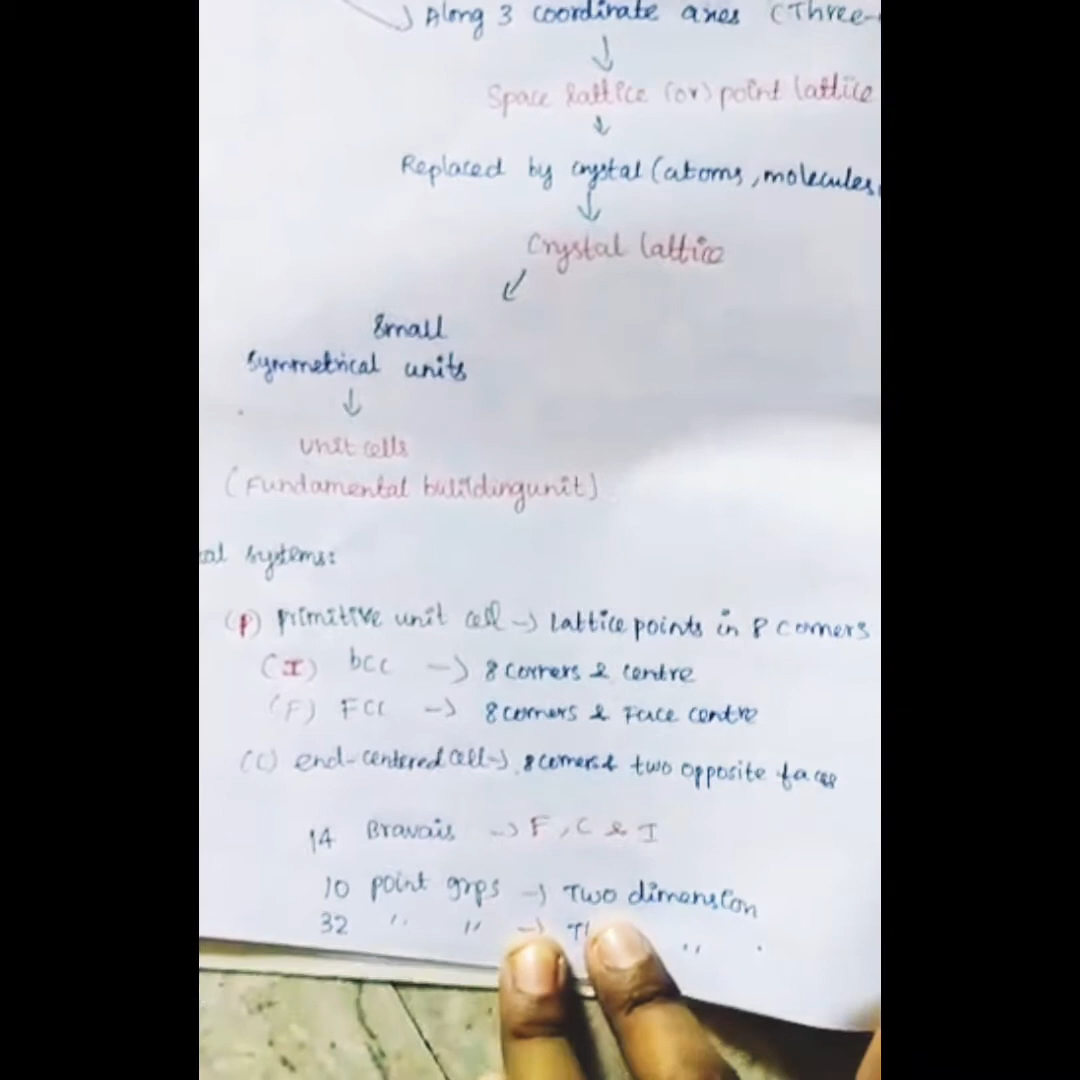 Along 3 coordinate axes (Three-
Space lattice (or) point lattice
Replaced by crystal (atoms, molecules,
Crystal lattice
Small
Symmetrical units
Unit cells
(Fundamental buildingunit)
al systems:
(P) primitive unit cell → lattice points in 8 corners
(I) bcc → 8 corners & centre
(F) FCC → 8 corners & Face centre
(C) end-centered cell → 8 corners & two opposite faces
14 Bravais → F, C & I
10 point grps → Two dimension
32 " " → "